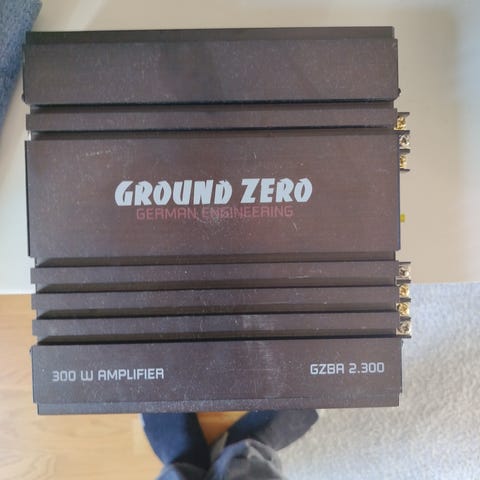 GROUND ZERO
GERMAN ENGINEERING
300 W AMPLIFIER
GZBA 2.300